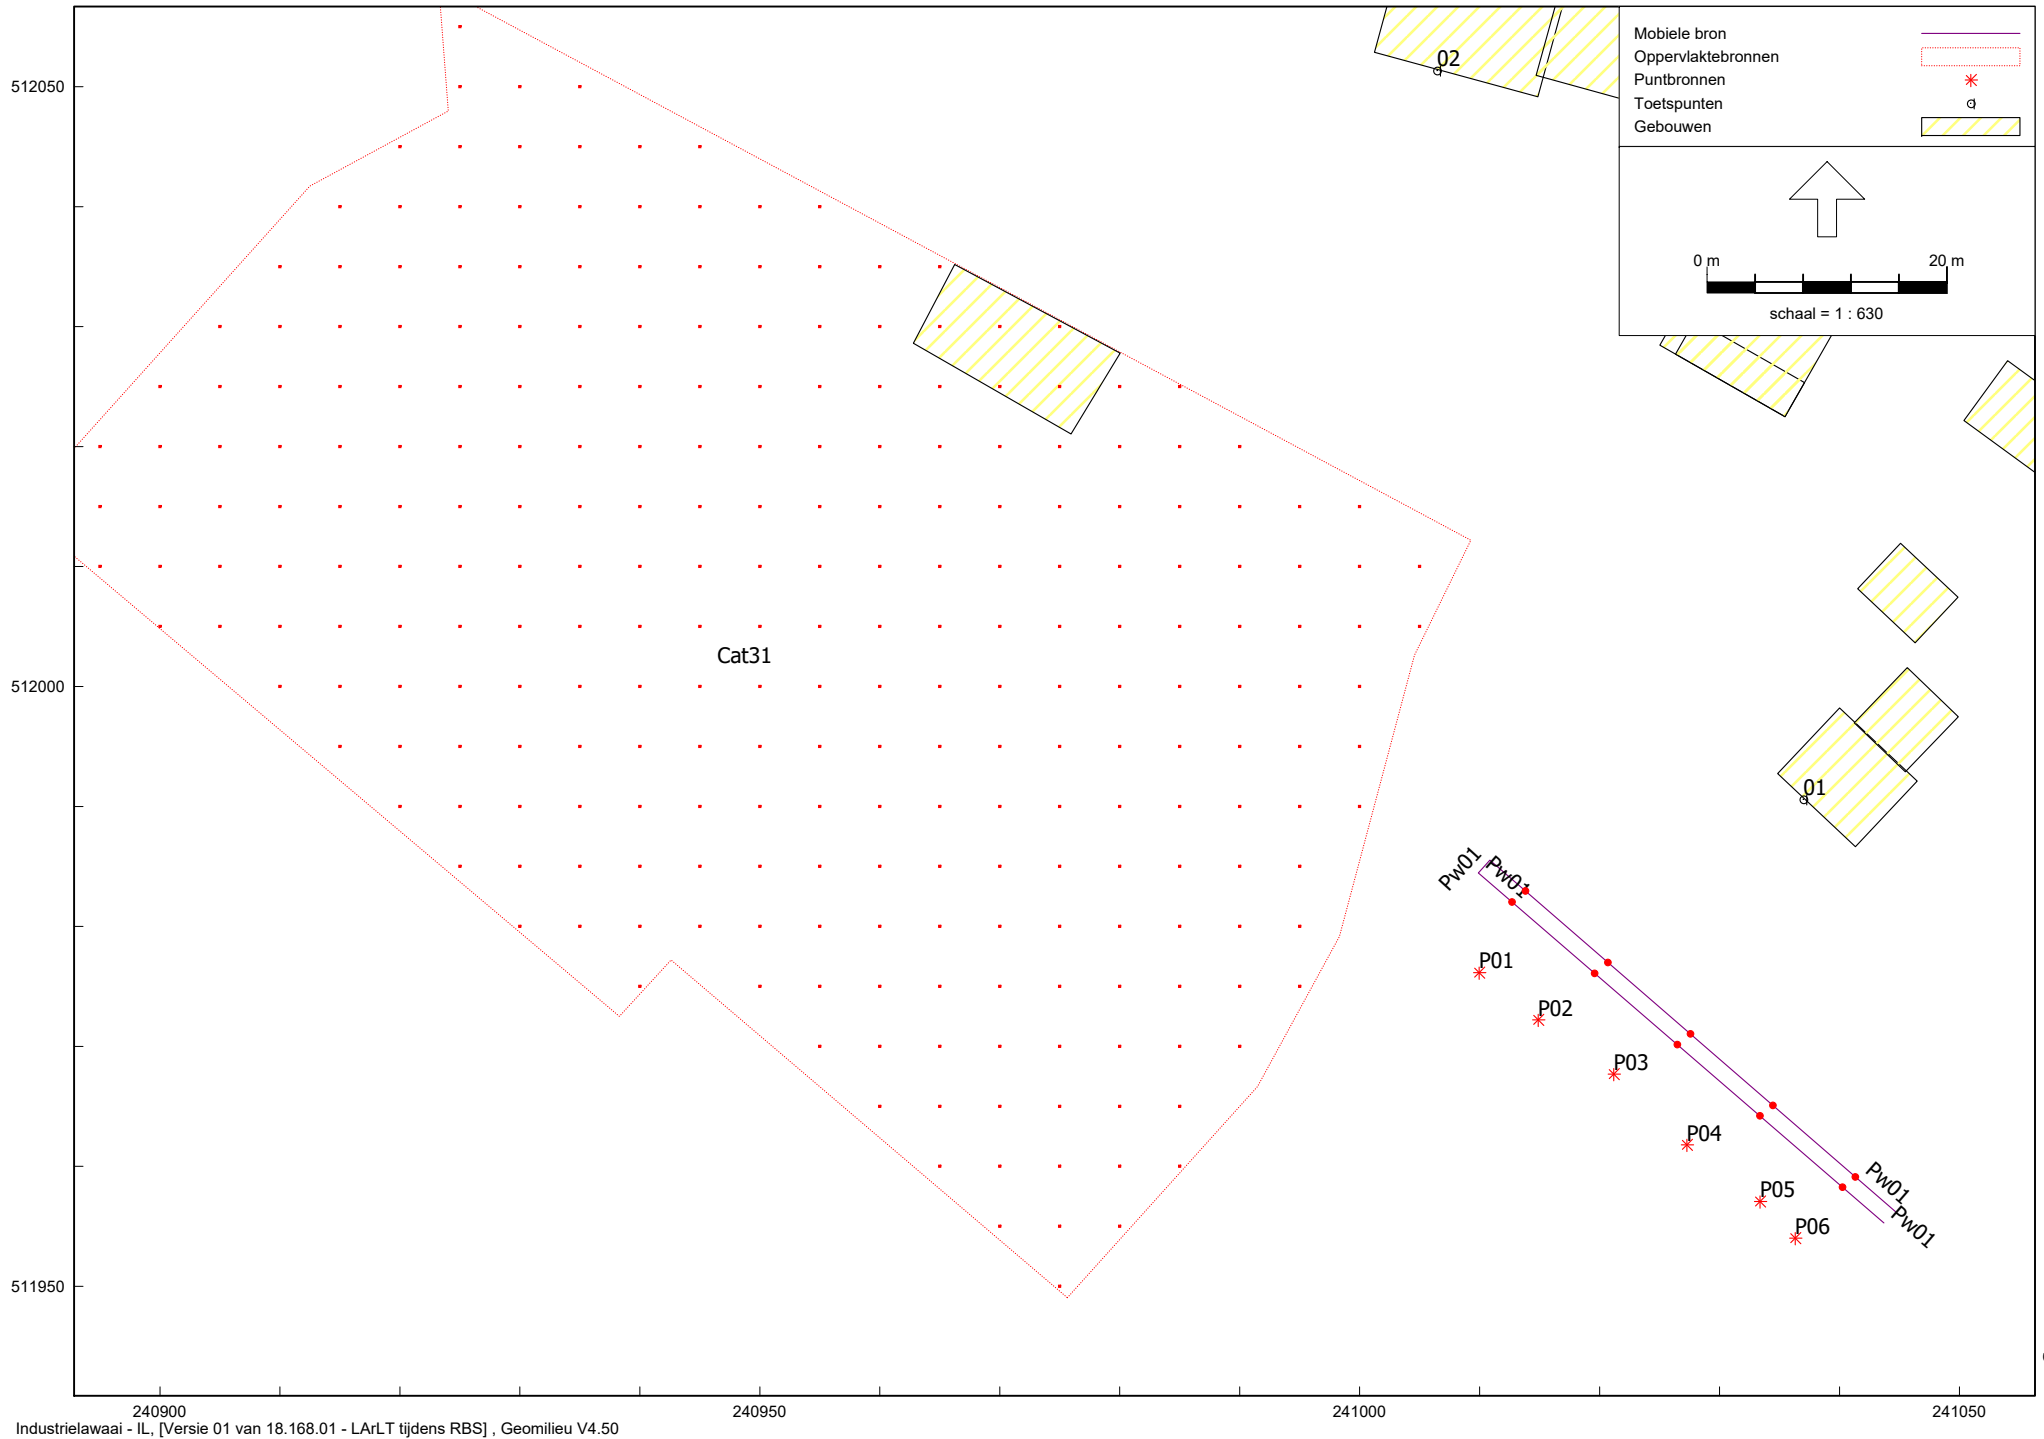 02
Mobiele bron
Oppervlaktebronnen
Puntbronnen
Toetspunten
Gebouwen
0 m
20 m
schaal = 1 : 630
512050
Cat31
512000
01
Pw01
Pw01
P01
P02
P03
P04
P05
P06
Pw01
Pw01
511950
240900
240950
241000
241050
Industrielawaai - IL, [Versie 01 van 18.168.01 - LArLT tijdens RBS] , Geomilieu V4.50